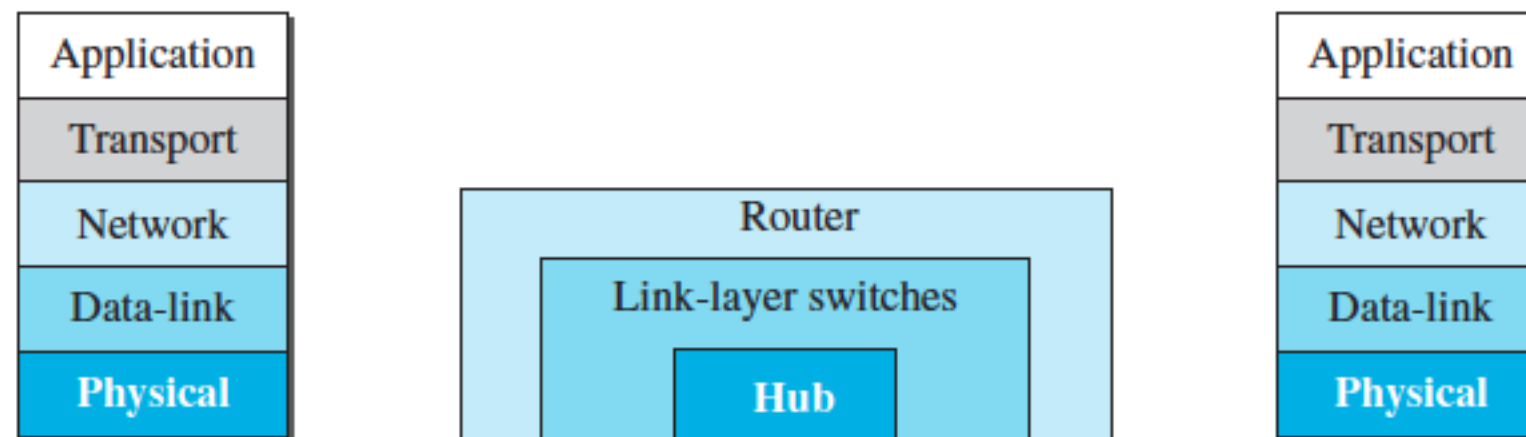 Application
Transport
Network
Data-link
Physical
Router
Link-layer switches
Hub
Application
Transport
Network
Data-link
Physical